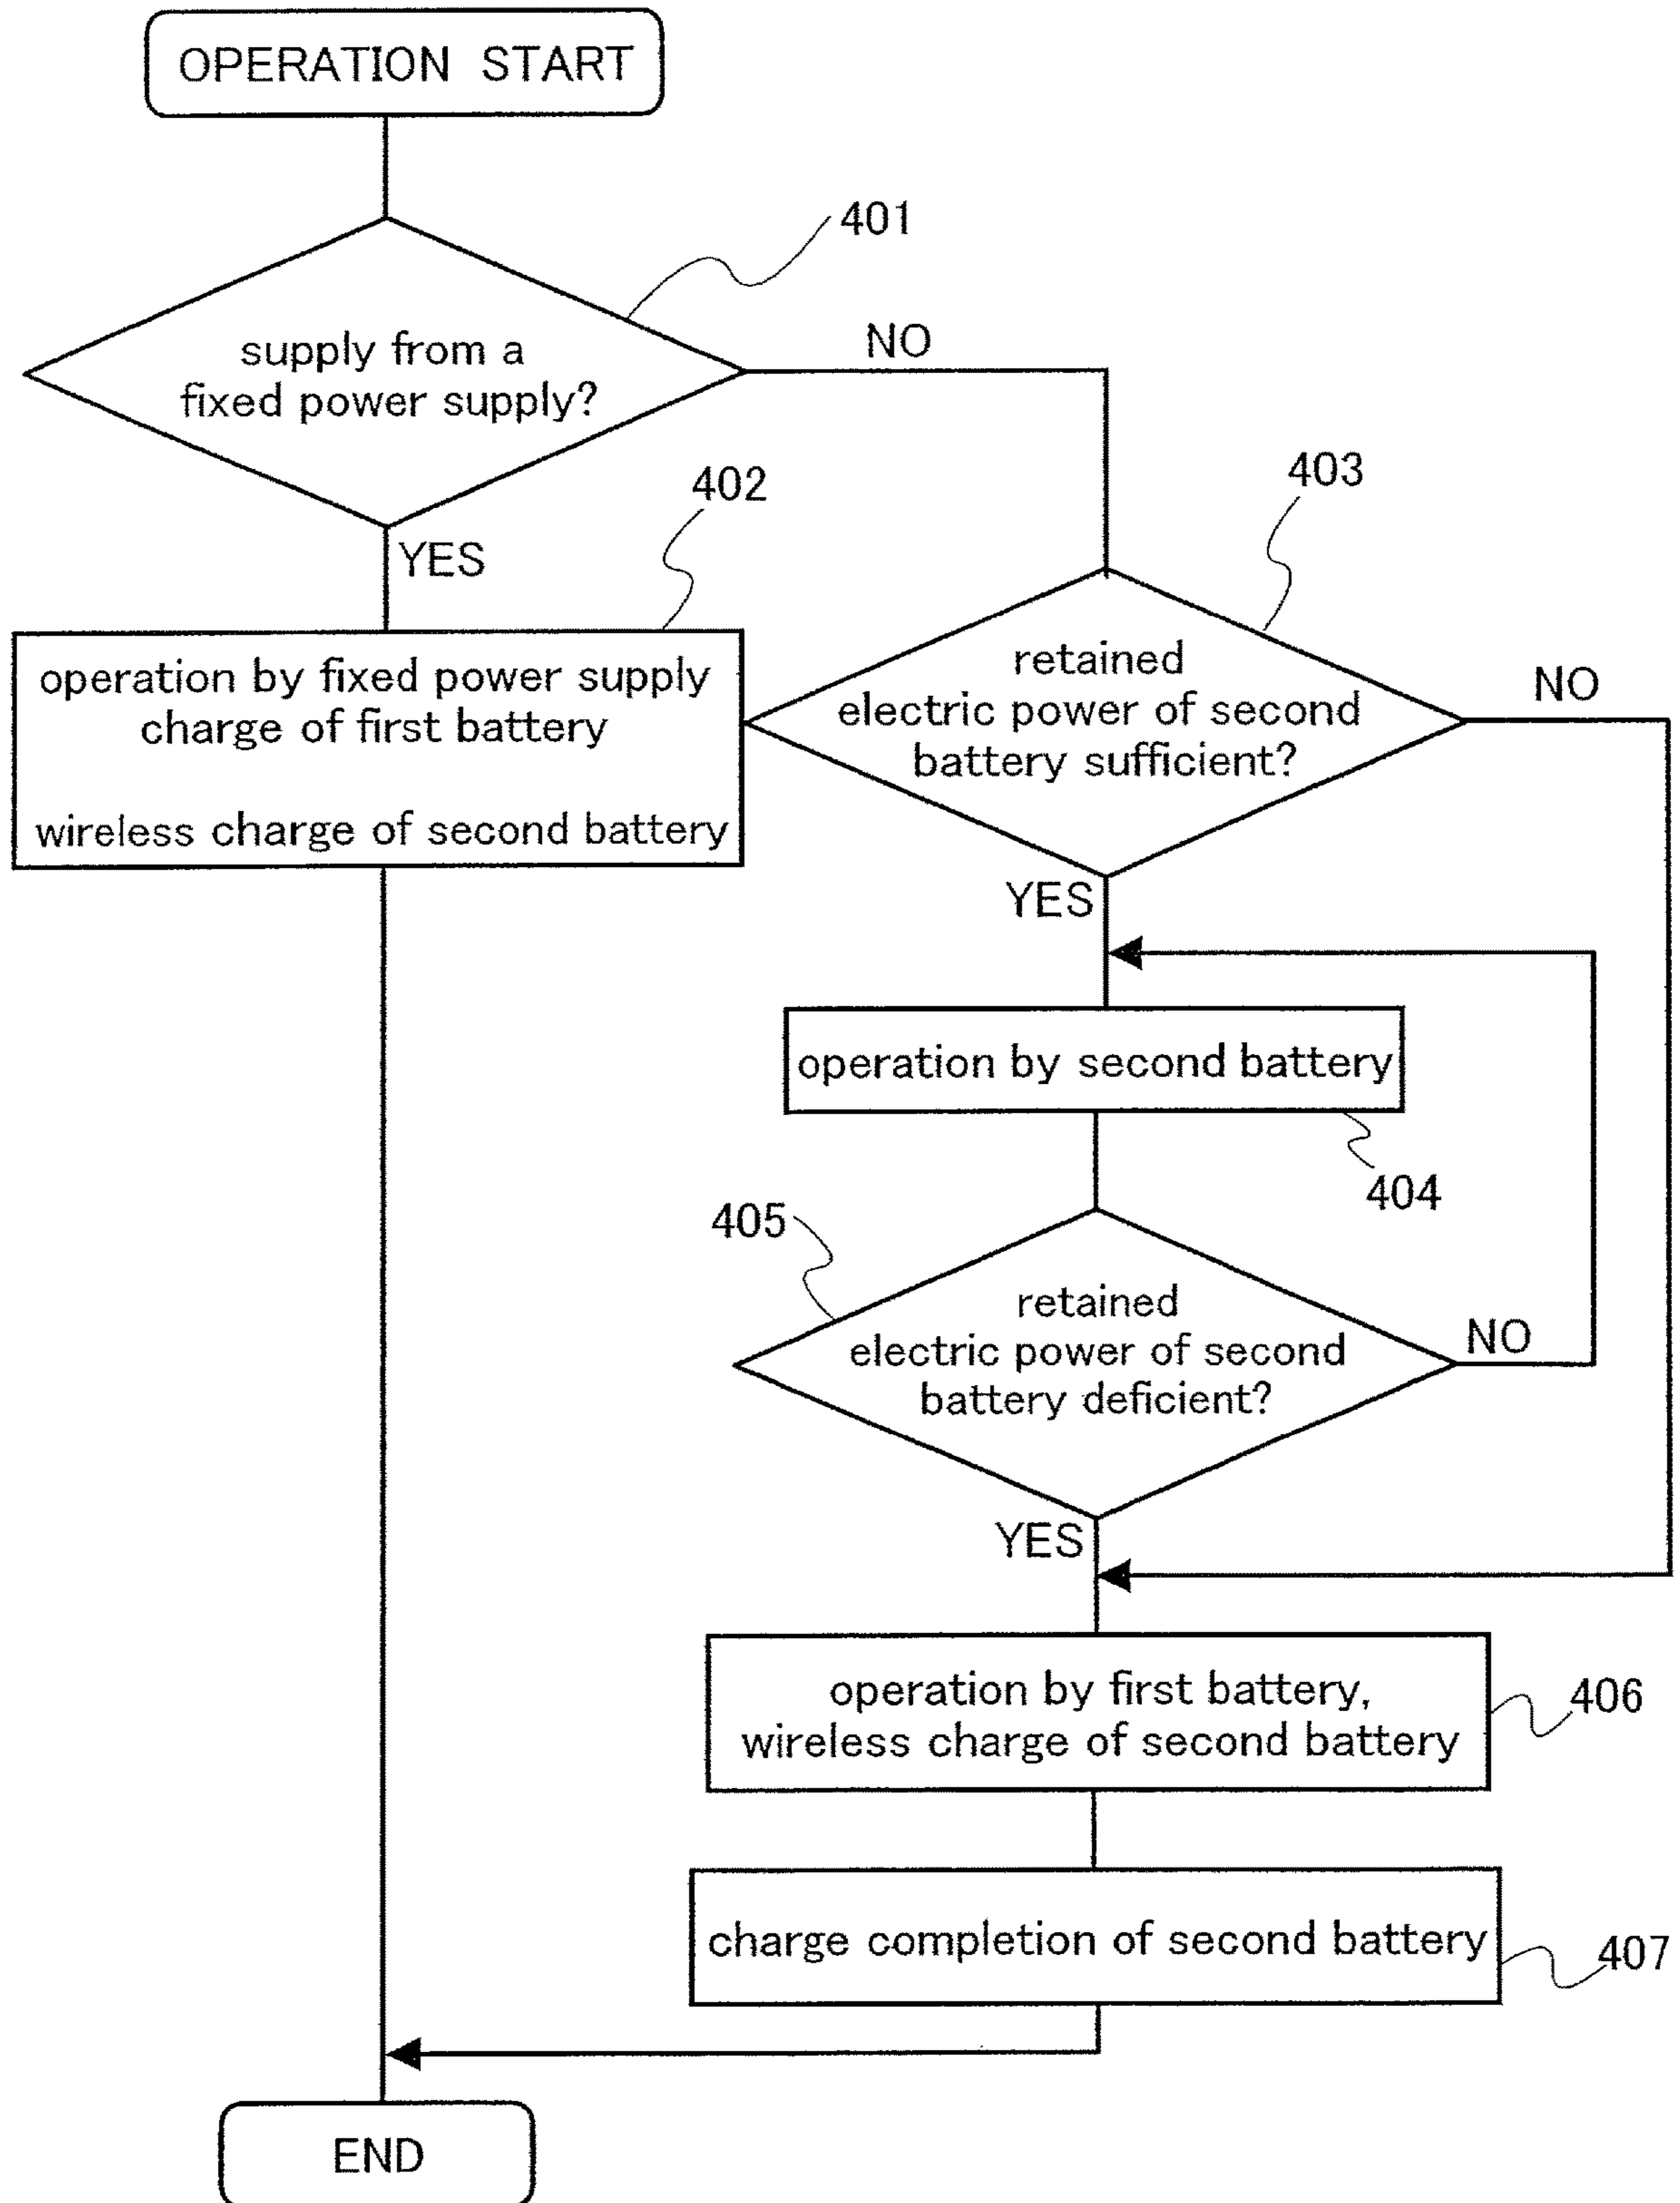 OPERATION START
401
supply from a
fixed power supply?
NO
YES
402
operation by fixed power supply
charge of first battery
wireless charge of second battery
403
retained
electric power of second
battery sufficient?
NO
YES
operation by second battery
404
405
retained
electric power of second
battery deficient?
NO
YES
operation by first battery,
wireless charge of second battery
406
charge completion of second battery
407
END